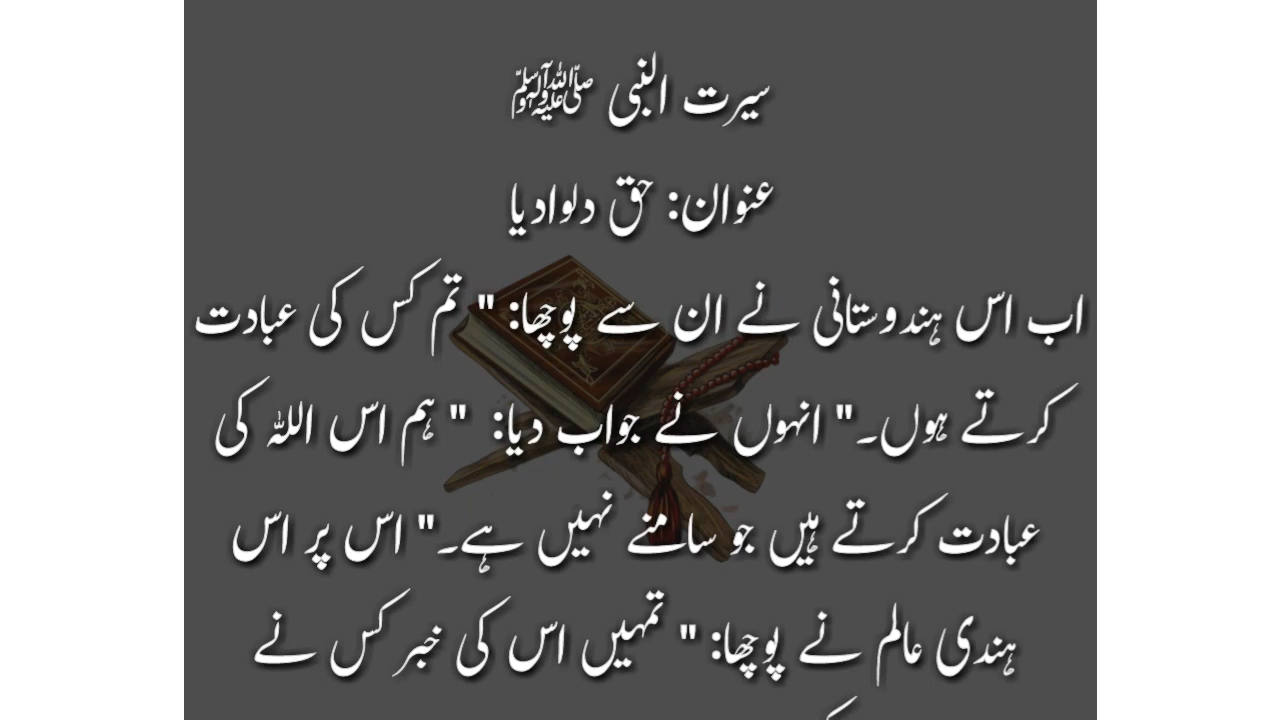 سیرت النبی ﷺ
عنوان: حق دلوادیا
اب اس ہندوستانی نے ان سے پوچھا: " تم کس کی عبادت
کرتے ہوں۔" انہوں نے جواب دیا: " ہم اس اللہ کی
عبادت کرتے ہیں جو سامنے نہیں ہے۔" اس پر اس
ہندی عالم نے پوچھا: " تمہیں اس کی خبر کس نے